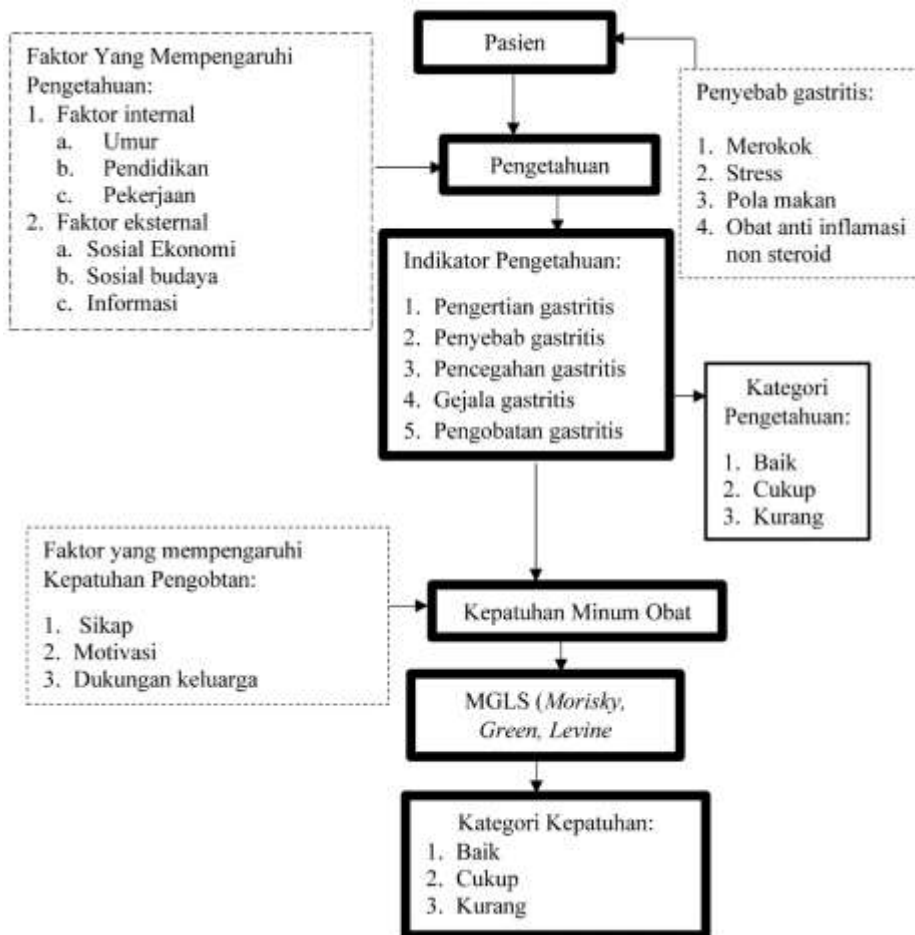 Pasien
Faktor Yang Mempengaruhi
Pengetahuan:
1. Faktor internal
a. Umur
b. Pendidikan
c. Pekerjaan
2. Faktor eksternal
a. Sosial Ekonomi
b. Sosial budaya
c. Informasi
Penyebab gastritis:
1. Merokok
2. Stress
3. Pola makan
4. Obat anti inflamasi
non steroid
Pengetahuan
Indikator Pengetahuan:
1. Pengertian gastritis
2. Penyebab gastritis
3. Pencegahan gastritis
4. Gejala gastritis
5. Pengobatan gastritis
Kategori
Pengetahuan:
1. Baik
2. Cukup
3. Kurang
Faktor yang mempengaruhi
Kepatuhan Pengobtan:
1. Sikap
2. Motivasi
3. Dukungan keluarga
Kepatuhan Minum Obat
MGLS (Morisky,
Green, Levine
Kategori Kepatuhan:
1. Baik
2. Cukup
3. Kurang